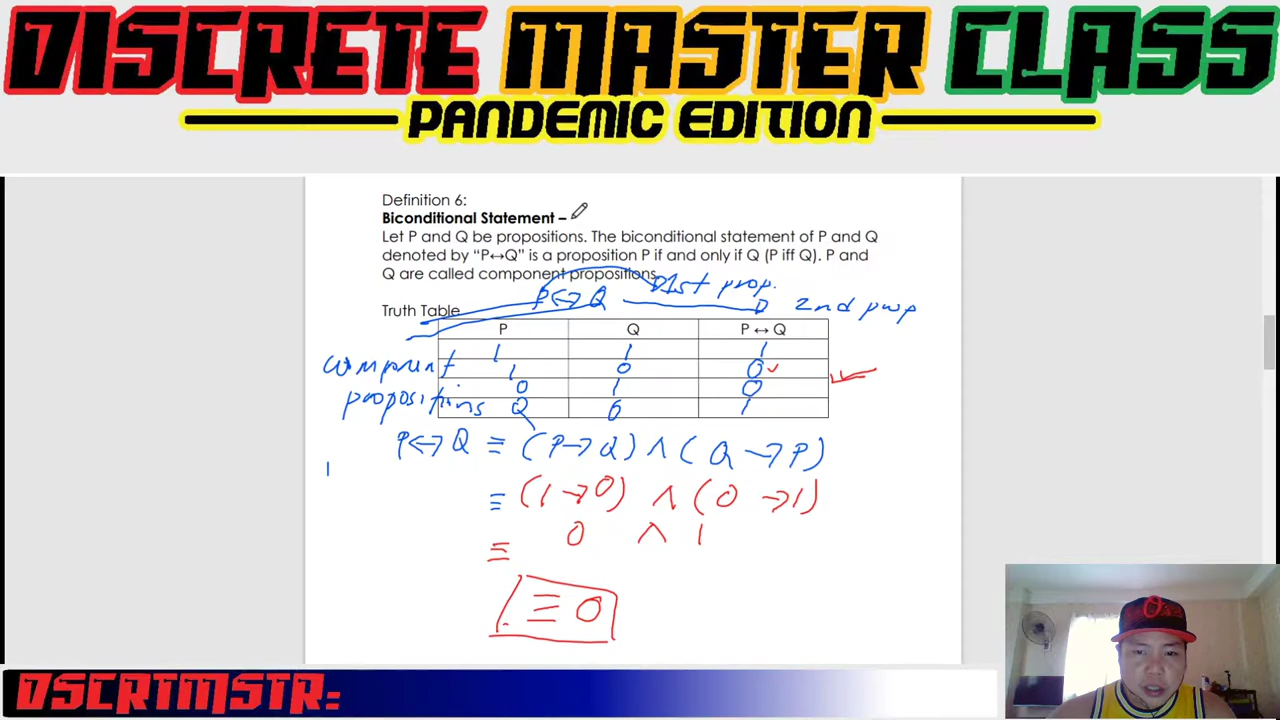 DISCRETE MASTER CLASS
PANDEMIC EDITION
Definition 6:
Biconditional Statement –
Let P and Q be propositions. The biconditional statement of P and Q
denoted by “P↔Q” is a proposition P if and only if Q (P iff Q). P and
Q are called component propositions.
P↔Q 1st prop.
2nd prop
Truth Table
P Q P ↔ Q
1 1 1
1 0 0
0 1 0
0 0 1
component
propositions
P↔Q ≡ (P→Q) ∧ (Q→P)
≡ (1→0) ∧ (0→1)
≡ 0 ∧ 1
≡ 0
DSCRTMSTR: